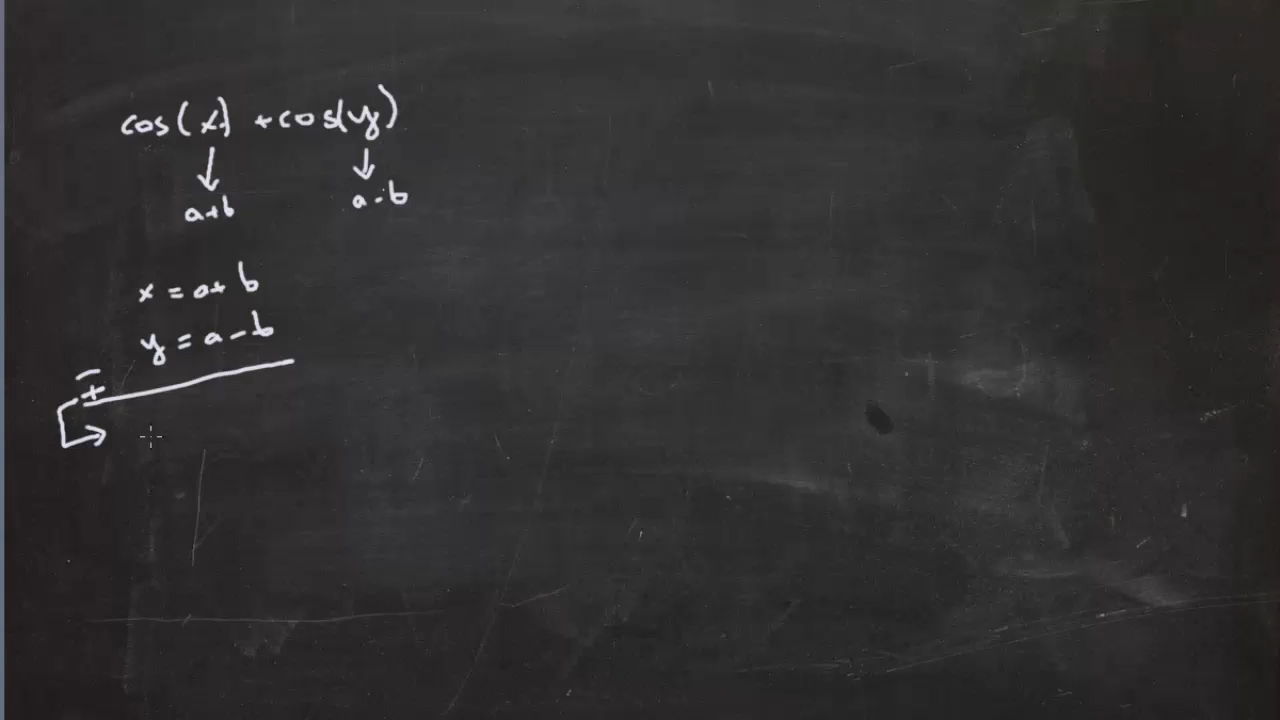 cos(x) + cos(y)
↓ ↓
a+b a-b
x = a+b
y = a-b
∓